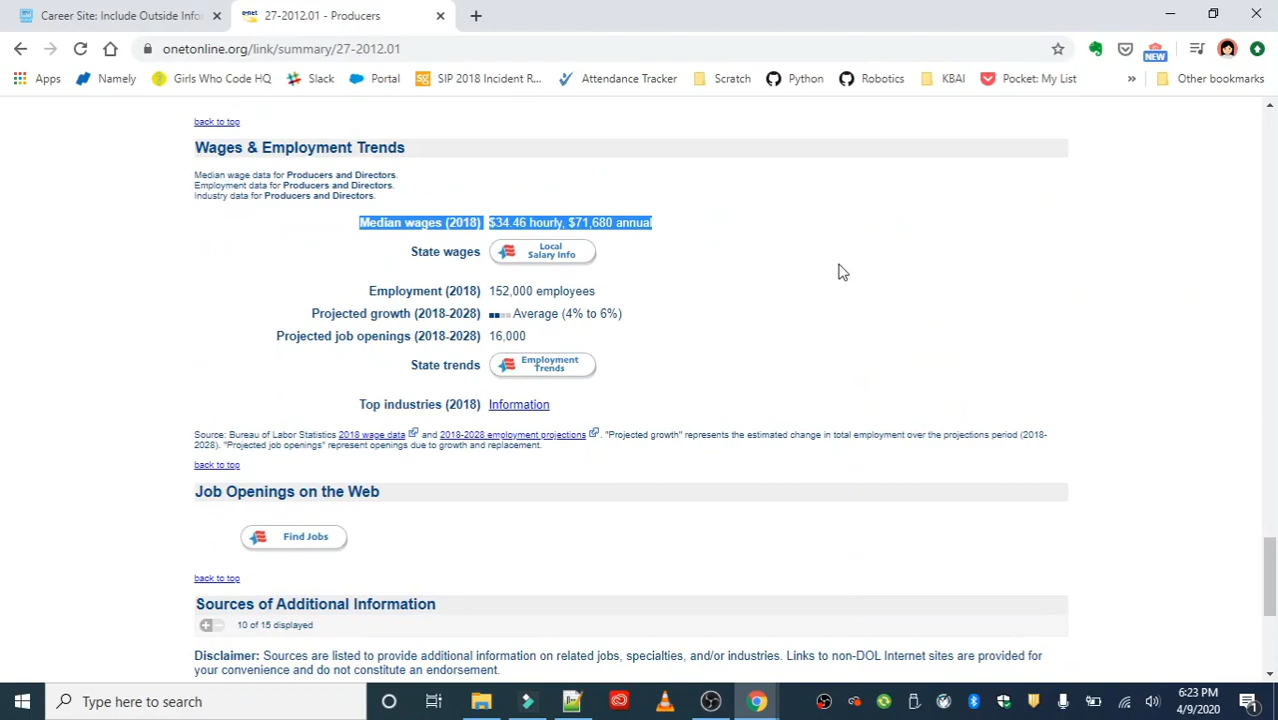 Career Site: Include Outside Infor
onet
27-2012.01 - Producers
onetonline.org/link/summary/27-2012.01
NEW
Apps
Namely
Girls Who Code HQ
Slack
Portal
SIP 2018 Incident R...
Attendance Tracker
Scratch
Python
Robotics
KBAI
Pocket: My List
»
Other bookmarks
back to top
Wages & Employment Trends
Median wage data for Producers and Directors.
Employment data for Producers and Directors.
Industry data for Producers and Directors.
Median wages (2018) $34.46 hourly, $71,680 annual
State wages Local Salary Info
Employment (2018) 152,000 employees
Projected growth (2018-2028) Average (4% to 6%)
Projected job openings (2018-2028) 16,000
State trends Employment Trends
Top industries (2018) Information
Source: Bureau of Labor Statistics 2018 wage data and 2018-2028 employment projections. "Projected growth" represents the estimated change in total employment over the projections period (2018-
2028). "Projected job openings" represent openings due to growth and replacement.
back to top
Job Openings on the Web
Find Jobs
back to top
Sources of Additional Information
10 of 15 displayed
Disclaimer: Sources are listed to provide additional information on related jobs, specialties, and/or industries. Links to non-DOL Internet sites are provided for
your convenience and do not constitute an endorsement.
Type here to search
6:23 PM
4/9/2020